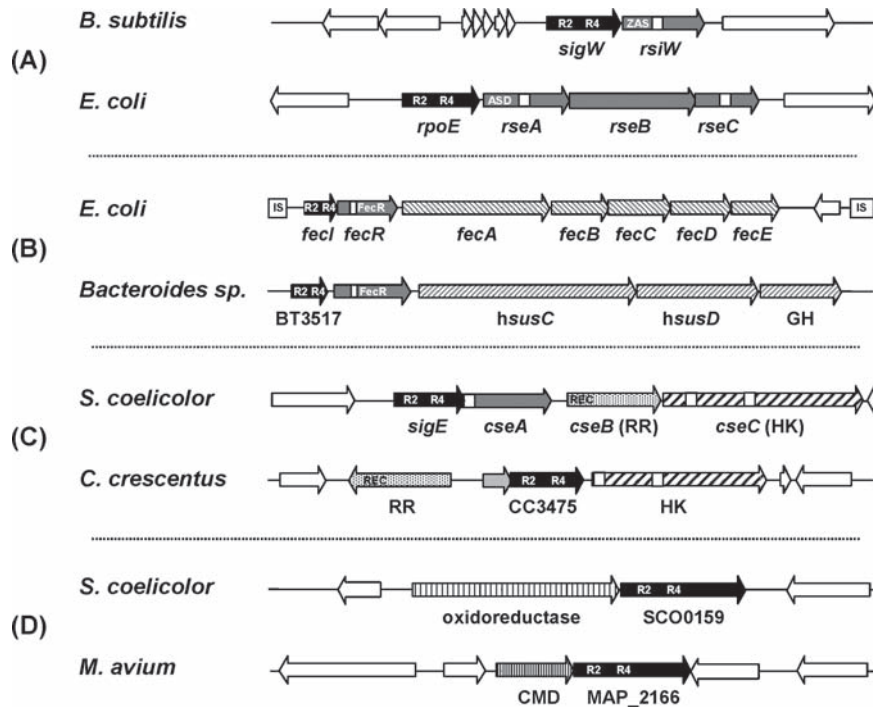 (A)
B. subtilis
R2 R4 ZAS
sigW rsiW
E. coli
R2 R4 ASD
rpoE rseA rseB rseC
(B)
E. coli
IS R2 R4 FecR IS
fecI fecR fecA fecB fecC fecD fecE
Bacteroides sp.
R2 R4 FecR
BT3517 hsusC hsusD GH
(C)
S. coelicolor
R2 R4 REC
sigE cseA cseB (RR) cseC (HK)
C. crescentus
REC R2 R4
RR CC3475 HK
(D)
S. coelicolor
R2 R4
oxidoreductase SCO0159
M. avium
R2 R4
CMD MAP_2166